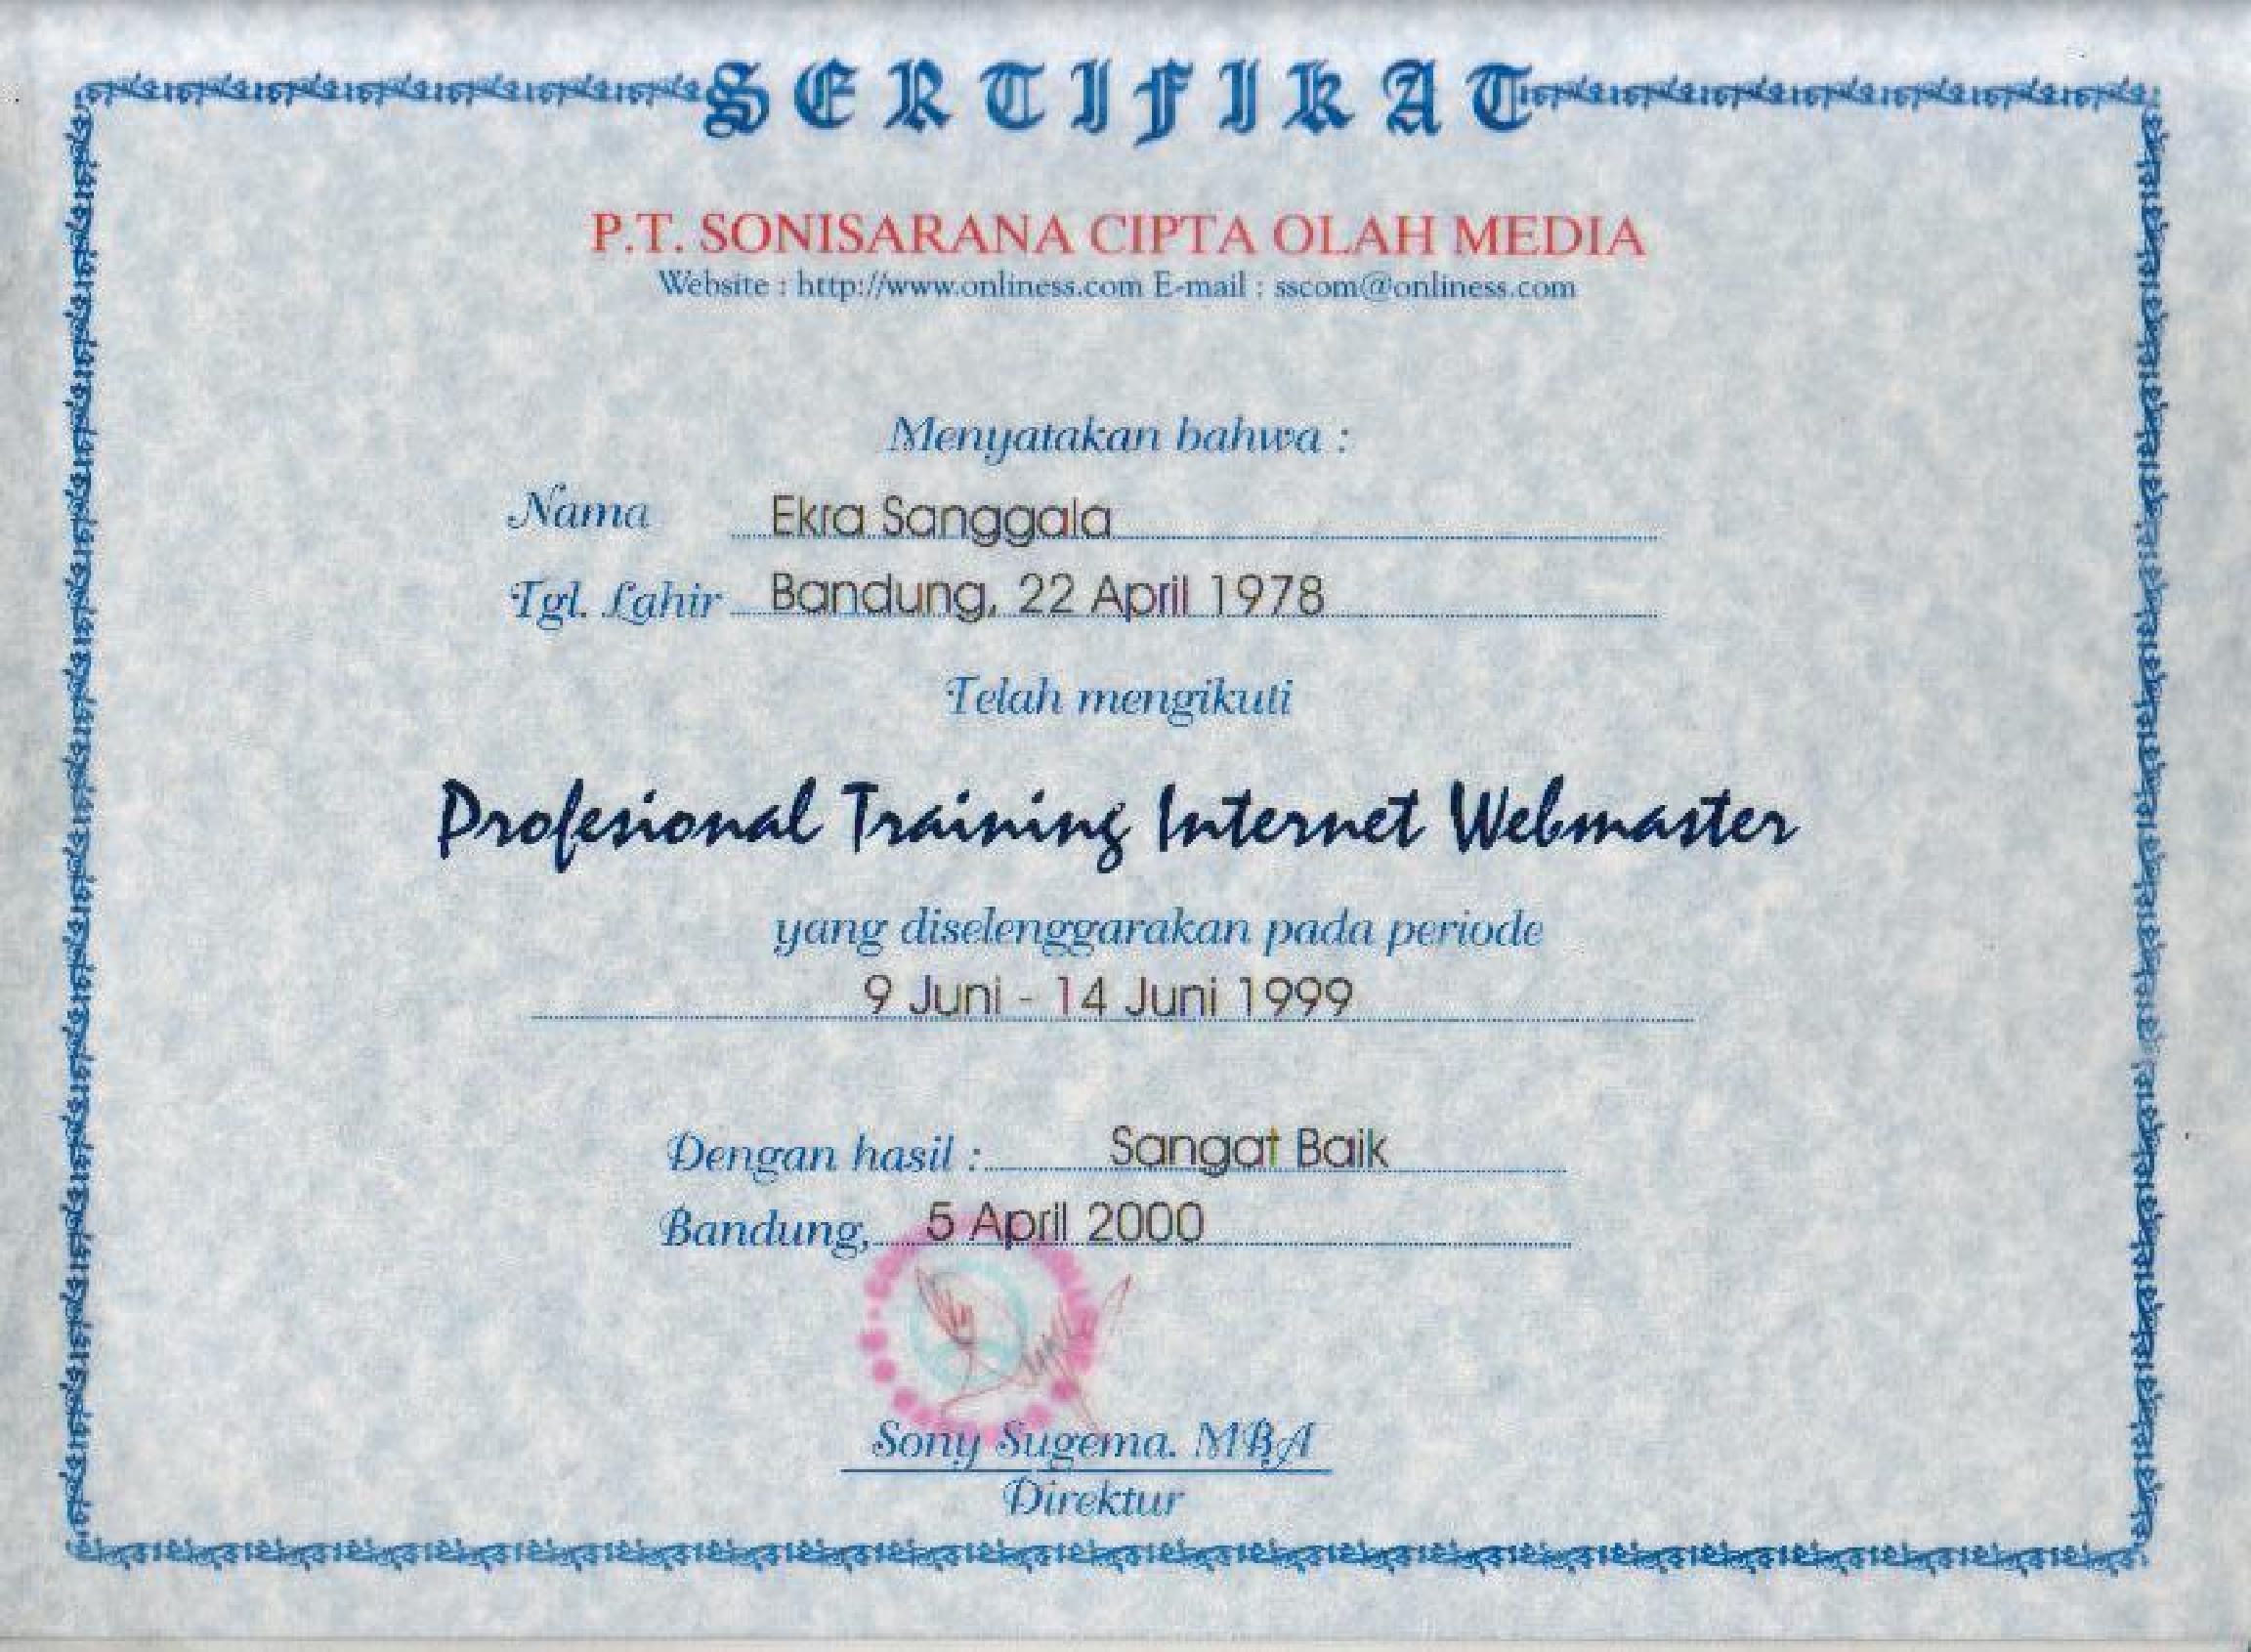 SERTIFIKAT
P.T. SONISARANA CIPTA OLAH MEDIA
Website : http://www.onliness.com E-mail : sscom@onliness.com
Menyatakan bahwa :
Nama Ekra Sanggala
Tgl. Lahir Bandung, 22 April 1978
Telah mengikuti
Profesional Training Internet Webmaster
yang diselenggarakan pada periode
9 Juni - 14 Juni 1999
Dengan hasil : Sangat Baik
Bandung, 5 April 2000
Sony Sugema. MBA
Direktur